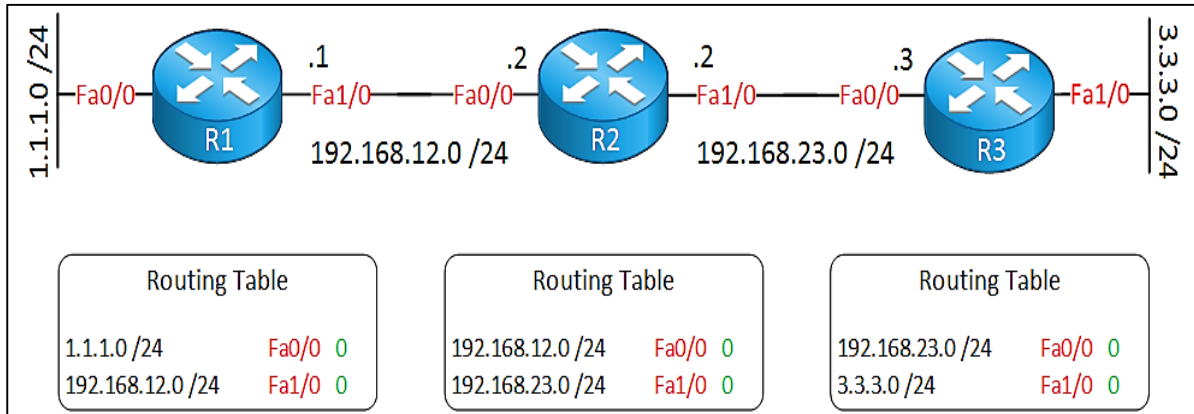 1.1.1.0 /24
Fa0/0
R1
.1
Fa1/0
192.168.12.0 /24
.2
Fa0/0
R2
.2
Fa1/0
192.168.23.0 /24
.3
Fa0/0
R3
Fa1/0
3.3.3.0 /24
Routing Table
1.1.1.0 /24 Fa0/0 0
192.168.12.0 /24 Fa1/0 0
Routing Table
192.168.12.0 /24 Fa0/0 0
192.168.23.0 /24 Fa1/0 0
Routing Table
192.168.23.0 /24 Fa0/0 0
3.3.3.0 /24 Fa1/0 0